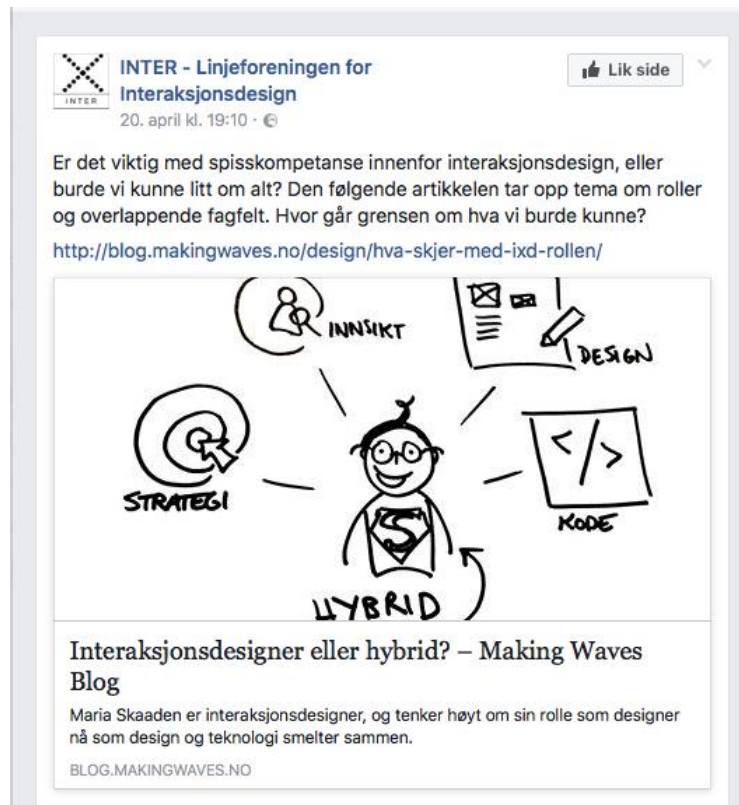 INTER - Linjeforeningen for
Interaksjonsdesign
INTER
Lik side
20. april kl. 19:10 ·
Er det viktig med spisskompetanse innenfor interaksjonsdesign, eller
burde vi kunne litt om alt? Den følgende artikkelen tar opp tema om roller
og overlappende fagfelt. Hvor går grensen om hva vi burde kunne?
http://blog.makingwaves.no/design/hva-skjer-med-ixd-rollen/
INNSIKT
DESIGN
STRATEGI
</>
KODE
S
HYBRID
Interaksjonsdesigner eller hybrid? – Making Waves
Blog
Maria Skaaden er interaksjonsdesigner, og tenker høyt om sin rolle som designer
nå som design og teknologi smelter sammen.
BLOG.MAKINGWAVES.NO